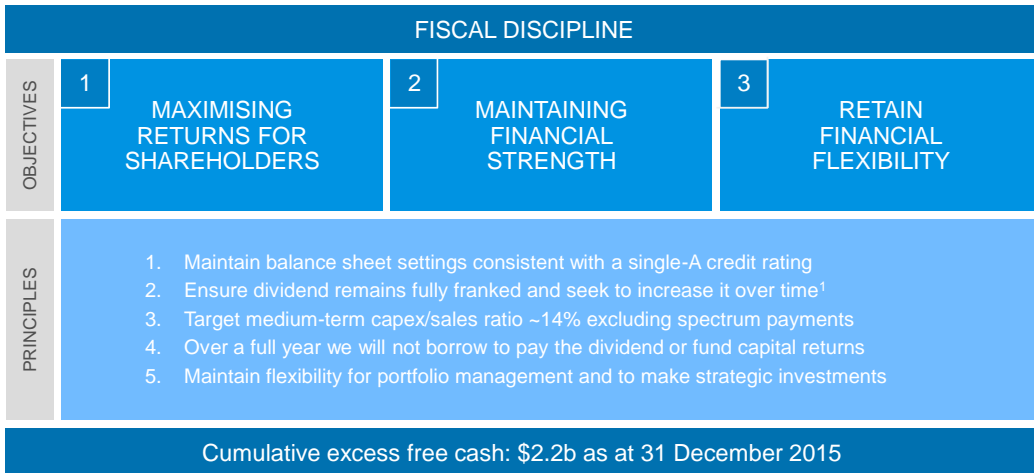 FISCAL DISCIPLINE
OBJECTIVES
1
MAXIMISING
RETURNS FOR
SHAREHOLDERS
2
MAINTAINING
FINANCIAL
STRENGTH
3
RETAIN
FINANCIAL
FLEXIBILITY
PRINCIPLES
1. Maintain balance sheet settings consistent with a single-A credit rating
2. Ensure dividend remains fully franked and seek to increase it over time¹
3. Target medium-term capex/sales ratio ~14% excluding spectrum payments
4. Over a full year we will not borrow to pay the dividend or fund capital returns
5. Maintain flexibility for portfolio management and to make strategic investments
Cumulative excess free cash: $2.2b as at 31 December 2015